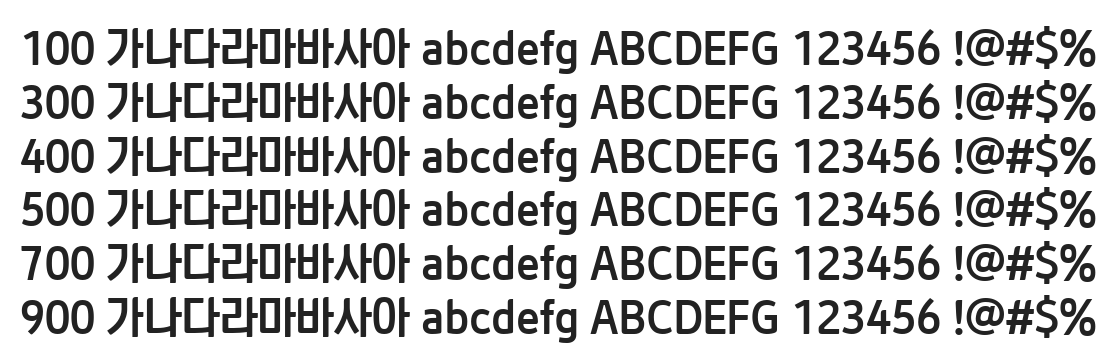 100 가나다라마바사아 abcdefg ABCDEFG 123456 !@#$%
300 가나다라마바사아 abcdefg ABCDEFG 123456 !@#$%
400 가나다라마바사아 abcdefg ABCDEFG 123456 !@#$%
500 가나다라마바사아 abcdefg ABCDEFG 123456 !@#$%
700 가나다라마바사아 abcdefg ABCDEFG 123456 !@#$%
900 가나다라마바사아 abcdefg ABCDEFG 123456 !@#$%